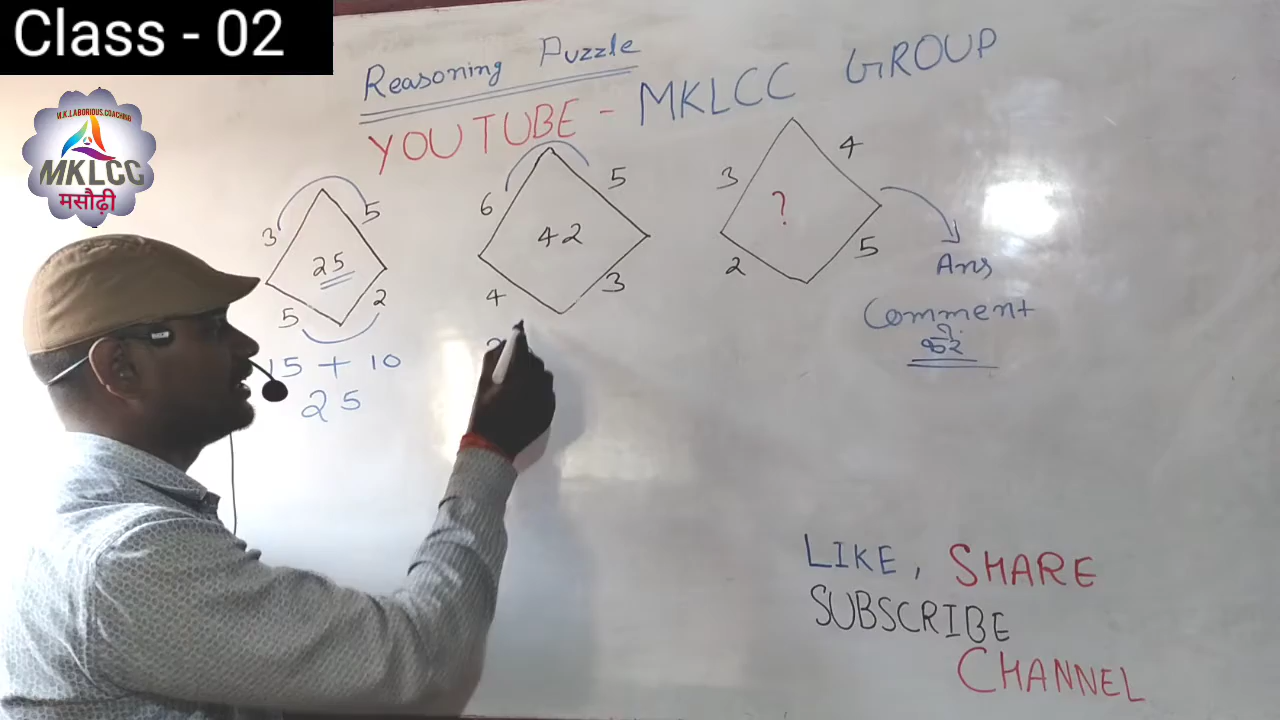 Class - 02
Reasoning Puzzle
YOUTUBE - MKLCC GROUP
M.K.LABORIOUS.COACHING
MKLCC
मसौढ़ी
3 5
25
5 2
15 + 10
25
6 5
42
4 3
3 4
?
2 5
Ans
Comment
करें
LIKE, SHARE
SUBSCRIBE
CHANNEL